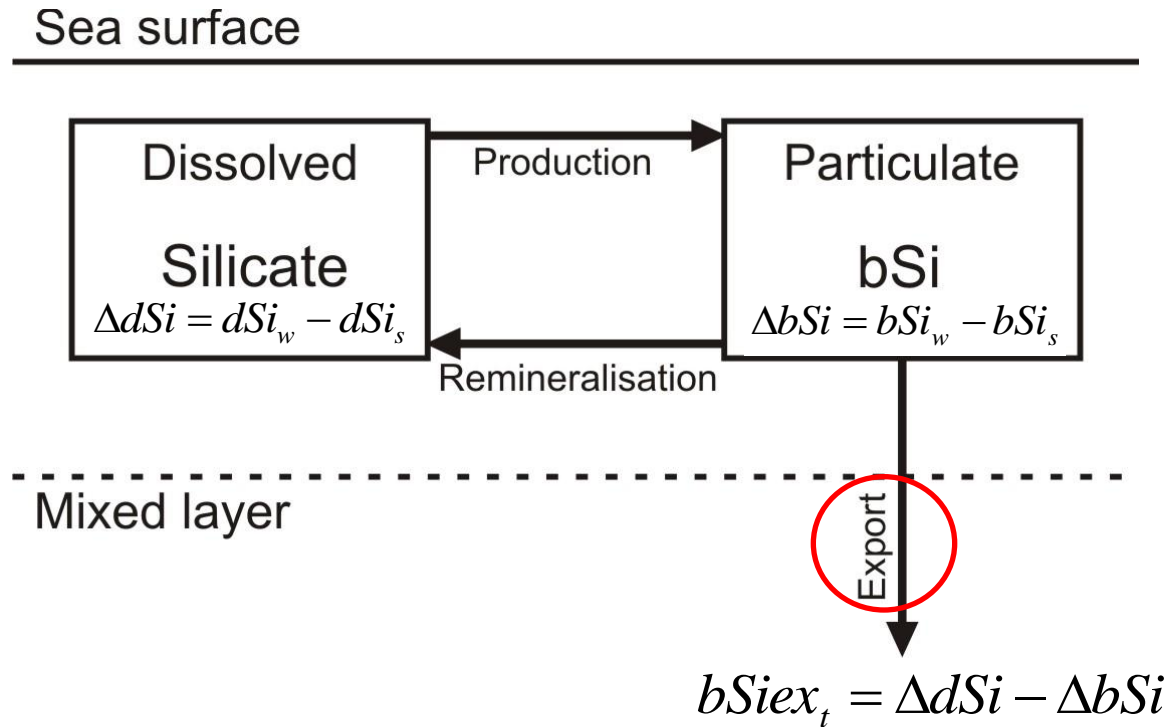 Sea surface
Dissolved
Silicate
ΔdSi = dSi_w − dSi_s
Production
Remineralisation
Particulate
bSi
ΔbSi = bSi_w − bSi_s
Mixed layer
Export
bSiex_t = ΔdSi − ΔbSi